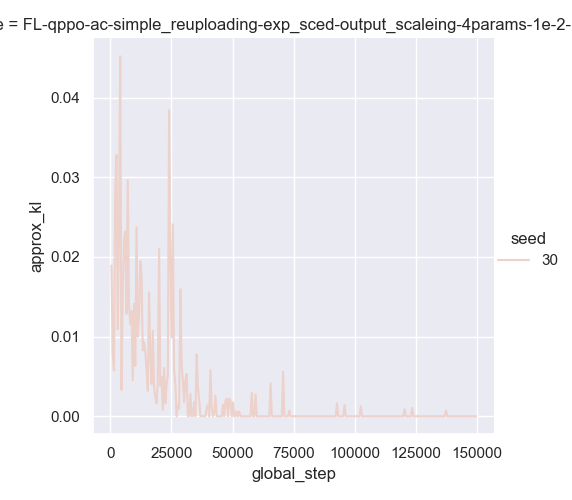 e = FL-qppo-ac-simple_reuploading-exp_sced-output_scaleing-4params-1e-2-
0.04
0.03
0.02
0.01
0.00
approx_kl
0 25000 50000 75000 100000 125000 150000
global_step
seed
30